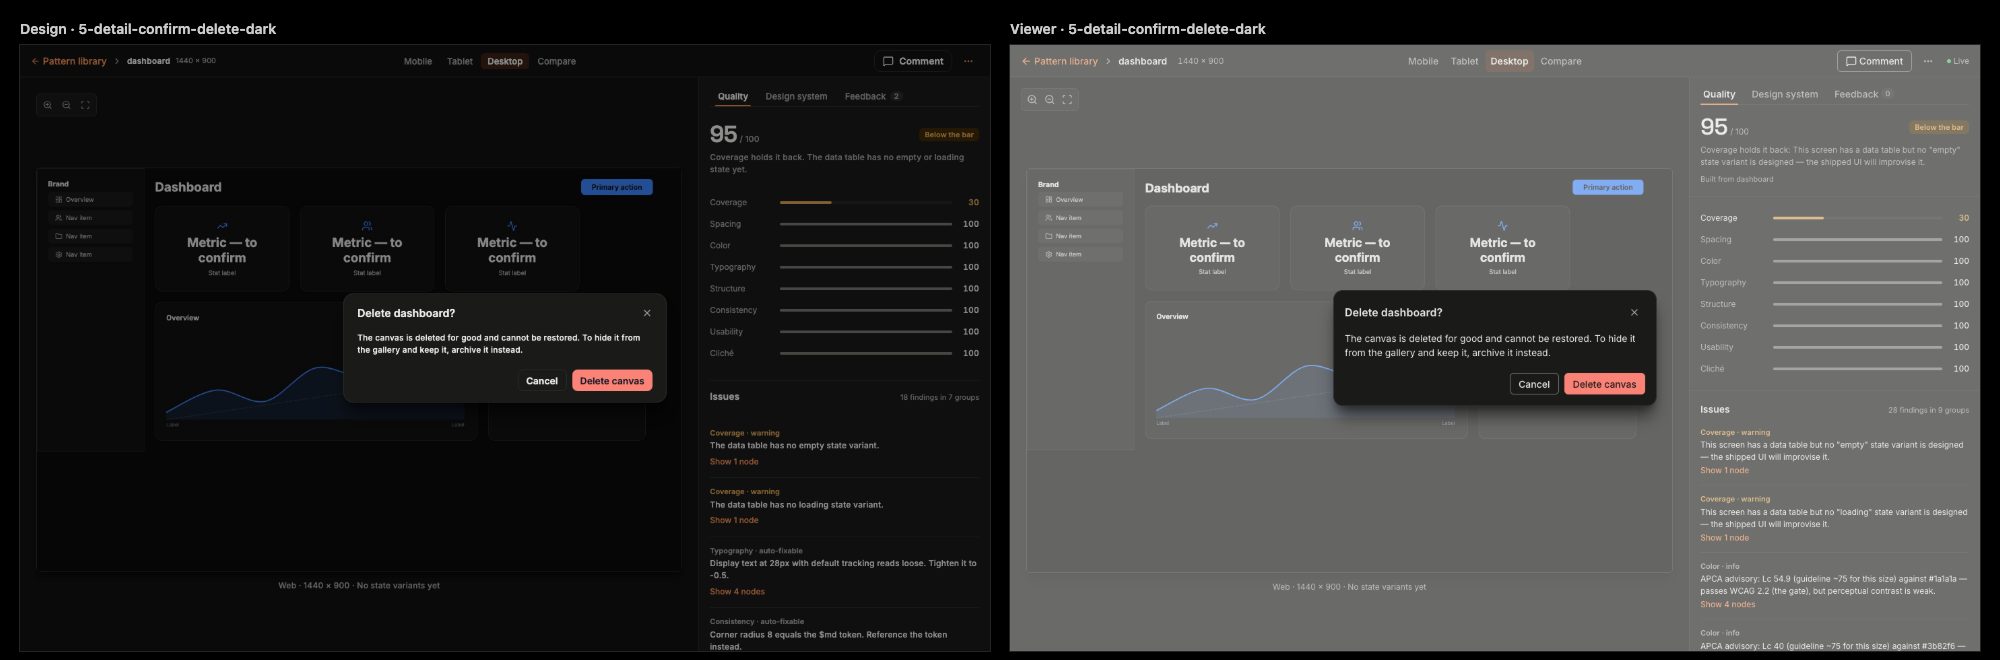 Design · 5-detail-confirm-delete-dark
← Pattern library > dashboard 1440 × 900
Mobile Tablet Desktop Compare
Comment ···
Quality Design system Feedback 2
95 / 100
Below the bar
Coverage holds it back. The data table has no empty or loading
state yet.
Coverage 30
Spacing 100
Color 100
Typography 100
Structure 100
Consistency 100
Usability 100
Cliché 100
Issues
18 findings in 7 groups
Coverage · warning
The data table has no empty state variant.
Show 1 node
Coverage · warning
The data table has no loading state variant.
Show 1 node
Typography · auto-fixable
Display text at 28px with default tracking reads loose. Tighten it to
-0.5.
Show 4 nodes
Consistency · auto-fixable
Corner radius 8 equals the $md token. Reference the token
instead.
Brand
Overview
Nav item
Nav item
Nav item
Dashboard
Primary action
Metric — to
confirm
Stat label
Metric — to
confirm
Stat label
Metric — to
confirm
Stat label
Overview
Label
Label
Delete dashboard?
The canvas is deleted for good and cannot be restored. To hide it from
the gallery and keep it, archive it instead.
Cancel
Delete canvas
Web · 1440 × 900 · No state variants yet
Viewer · 5-detail-confirm-delete-dark
← Pattern library > dashboard 1440 × 900
Mobile Tablet Desktop Compare
Comment ··· Live
Quality Design system Feedback 0
95 / 100
Below the bar
Coverage holds it back: This screen has a data table but no "empty"
state variant is designed — the shipped UI will improvise it.
Built from dashboard
Coverage 30
Spacing 100
Color 100
Typography 100
Structure 100
Consistency 100
Usability 100
Cliché 100
Issues
28 findings in 9 groups
Coverage · warning
This screen has a data table but no "empty" state variant is designed
— the shipped UI will improvise it.
Show 1 node
Coverage · warning
This screen has a data table but no "loading" state variant is designed
— the shipped UI will improvise it.
Show 1 node
Color · info
APCA advisory: Lc 54.9 (guideline ~75 for this size) against #1a1a1a —
passes WCAG 2.2 (the gate), but perceptual contrast is weak.
Show 4 nodes
Color · info
APCA advisory: Lc 40 (guideline ~75 for this size) against #3b82f6 —
Brand
Overview
Nav item
Nav item
Nav item
Dashboard
Primary action
Metric — to
confirm
Stat label
Metric — to
confirm
Stat label
Metric — to
confirm
Stat label
Overview
Label
Label
Delete dashboard?
The canvas is deleted for good and cannot be restored. To hide it
from the gallery and keep it, archive it instead.
Cancel
Delete canvas
Web · 1440 × 900 · No state variants yet